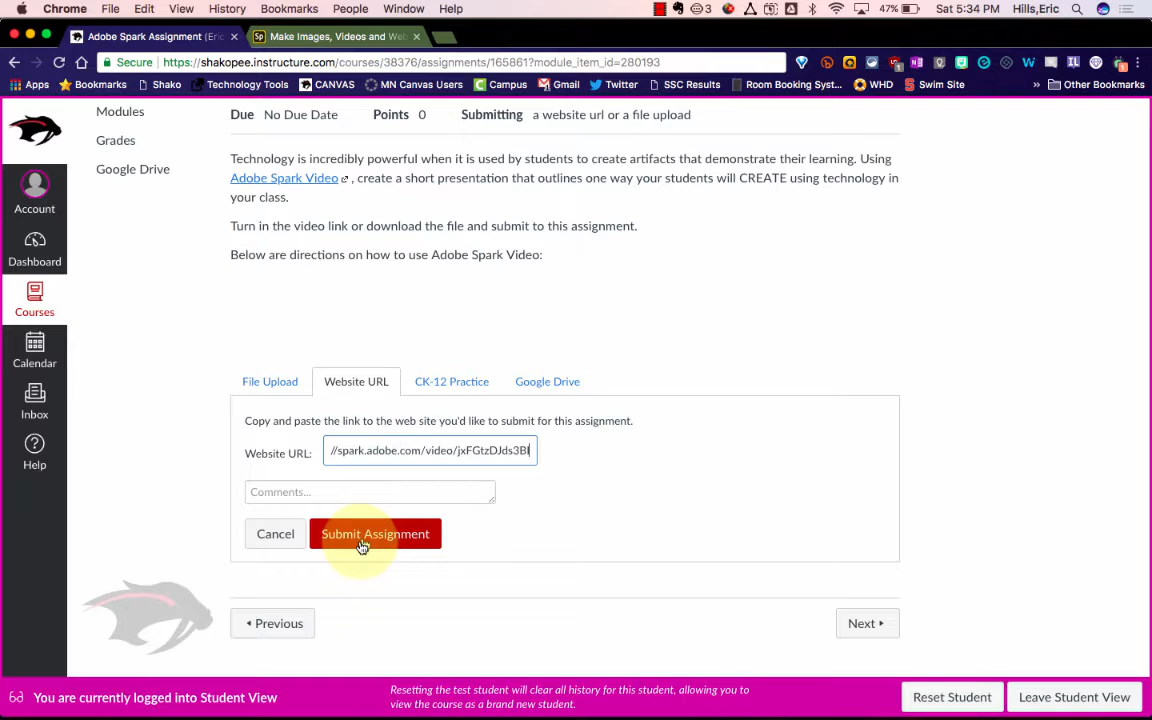 Chrome File Edit View History Bookmarks People Window Help 3 47% Sat 5:34 PM Hills,Eric
Adobe Spark Assignment (Eric Make Images, Videos and Web
Secure https://shakopee.instructure.com/courses/38376/assignments/165861?module_item_id=280193
Apps Bookmarks Shako Technology Tools CANVAS MN Canvas Users Campus Gmail Twitter SSC Results Room Booking Syst... WHD Swim Site » Other Bookmarks
Modules
Grades
Google Drive
Account
Dashboard
Courses
Calendar
Inbox
Help
Due No Due Date Points 0 Submitting a website url or a file upload
Technology is incredibly powerful when it is used by students to create artifacts that demonstrate their learning. Using
Adobe Spark Video , create a short presentation that outlines one way your students will CREATE using technology in
your class.
Turn in the video link or download the file and submit to this assignment.
Below are directions on how to use Adobe Spark Video:
File Upload Website URL CK-12 Practice Google Drive
Copy and paste the link to the web site you'd like to submit for this assignment.
Website URL: //spark.adobe.com/video/jxFGtzDJds3BI
Comments...
Cancel Submit Assignment
Previous Next
You are currently logged into Student View
Resetting the test student will clear all history for this student, allowing you to
view the course as a brand new student.
Reset Student Leave Student View